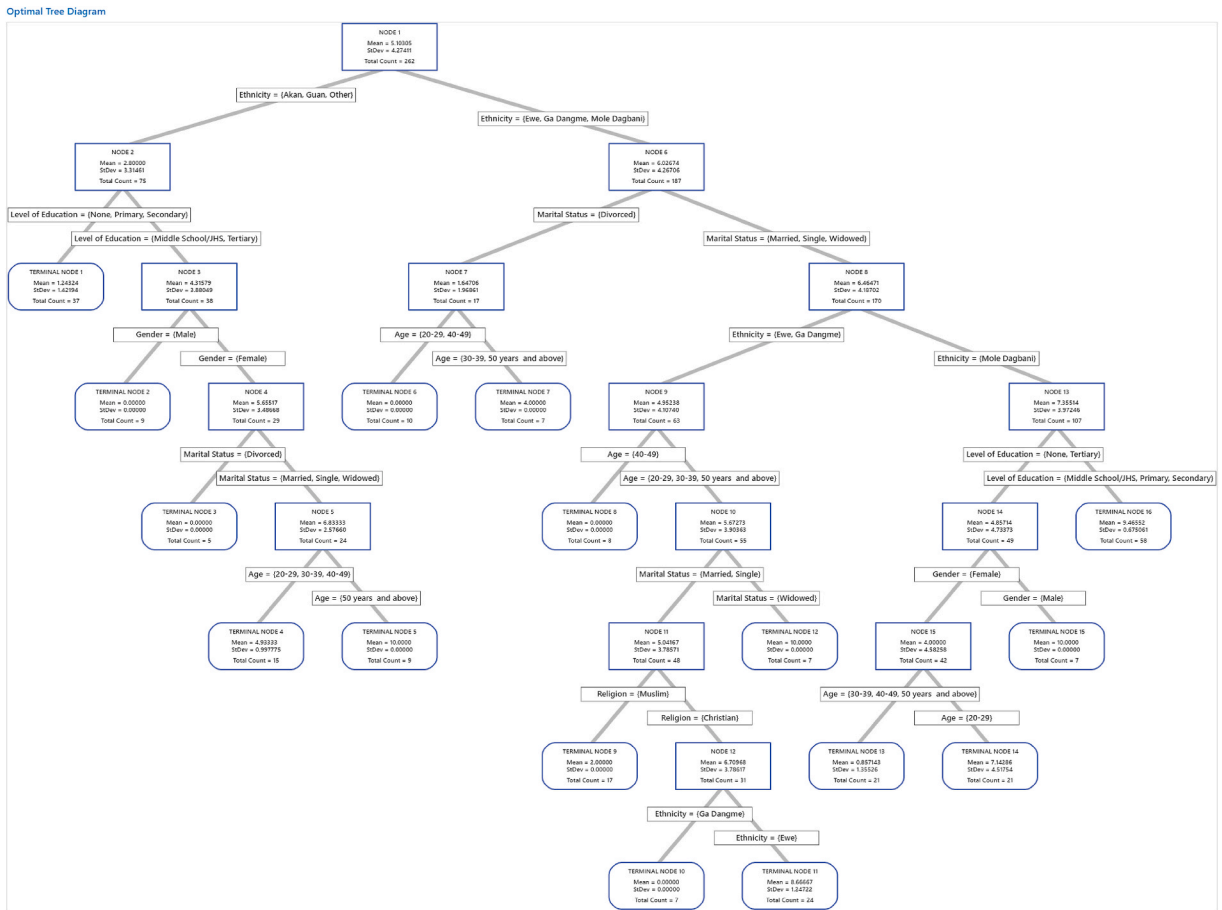 Optimal Tree Diagram
NODE 1
Mean = 5.10305
StDev = 4.27411
Total Count = 262
Ethnicity = {Akan, Guan, Other}
Ethnicity = {Ewe, Ga Dangme, Mole Dagbani}
NODE 2
Mean = 2.80000
StDev = 3.31461
Total Count = 75
NODE 6
Mean = 6.02674
StDev = 4.26706
Total Count = 187
Level of Education = {None, Primary, Secondary}
Level of Education = {Middle School/JHS, Tertiary}
Marital Status = {Divorced}
Marital Status = {Married, Single, Widowed}
TERMINAL NODE 1
Mean = 1.24324
StDev = 1.42194
Total Count = 37
NODE 3
Mean = 4.31579
StDev = 3.88049
Total Count = 38
NODE 7
Mean = 1.64706
StDev = 1.96861
Total Count = 17
NODE 8
Mean = 6.46471
StDev = 4.18702
Total Count = 170
Gender = {Male}
Gender = {Female}
Age = {20-29, 40-49}
Age = {30-39, 50 years and above}
Ethnicity = {Ewe, Ga Dangme}
Ethnicity = {Mole Dagbani}
TERMINAL NODE 2
Mean = 0.00000
StDev = 0.00000
Total Count = 9
NODE 4
Mean = 5.65517
StDev = 3.48668
Total Count = 29
TERMINAL NODE 6
Mean = 0.00000
StDev = 0.00000
Total Count = 10
TERMINAL NODE 7
Mean = 4.00000
StDev = 0.00000
Total Count = 7
NODE 9
Mean = 4.95238
StDev = 4.10740
Total Count = 63
NODE 13
Mean = 7.35514
StDev = 3.97246
Total Count = 107
Marital Status = {Divorced}
Marital Status = {Married, Single, Widowed}
Age = {40-49}
Age = {20-29, 30-39, 50 years and above}
Level of Education = {None, Tertiary}
Level of Education = {Middle School/JHS, Primary, Secondary}
TERMINAL NODE 3
Mean = 0.00000
StDev = 0.00000
Total Count = 5
NODE 5
Mean = 6.83333
StDev = 2.57660
Total Count = 24
TERMINAL NODE 8
Mean = 0.00000
StDev = 0.00000
Total Count = 8
NODE 10
Mean = 5.67273
StDev = 3.90363
Total Count = 55
NODE 14
Mean = 4.85714
StDev = 4.73373
Total Count = 49
TERMINAL NODE 16
Mean = 9.46552
StDev = 0.675061
Total Count = 58
Age = {20-29, 30-39, 40-49}
Age = {50 years and above}
Marital Status = {Married, Single}
Marital Status = {Widowed}
Gender = {Female}
Gender = {Male}
TERMINAL NODE 4
Mean = 4.93333
StDev = 0.997775
Total Count = 15
TERMINAL NODE 5
Mean = 10.0000
StDev = 0.00000
Total Count = 9
NODE 11
Mean = 5.04167
StDev = 3.78571
Total Count = 48
TERMINAL NODE 12
Mean = 10.0000
StDev = 0.00000
Total Count = 7
NODE 15
Mean = 4.00000
StDev = 4.58258
Total Count = 42
TERMINAL NODE 15
Mean = 10.0000
StDev = 0.00000
Total Count = 7
Religion = {Muslim}
Religion = {Christian}
Age = {30-39, 40-49, 50 years and above}
Age = {20-29}
TERMINAL NODE 9
Mean = 2.00000
StDev = 0.00000
Total Count = 17
NODE 12
Mean = 6.70968
StDev = 3.78617
Total Count = 31
TERMINAL NODE 13
Mean = 0.857143
StDev = 1.35526
Total Count = 21
TERMINAL NODE 14
Mean = 7.14286
StDev = 4.51754
Total Count = 21
Ethnicity = {Ga Dangme}
Ethnicity = {Ewe}
TERMINAL NODE 10
Mean = 0.00000
StDev = 0.00000
Total Count = 7
TERMINAL NODE 11
Mean = 8.66667
StDev = 1.24722
Total Count = 24